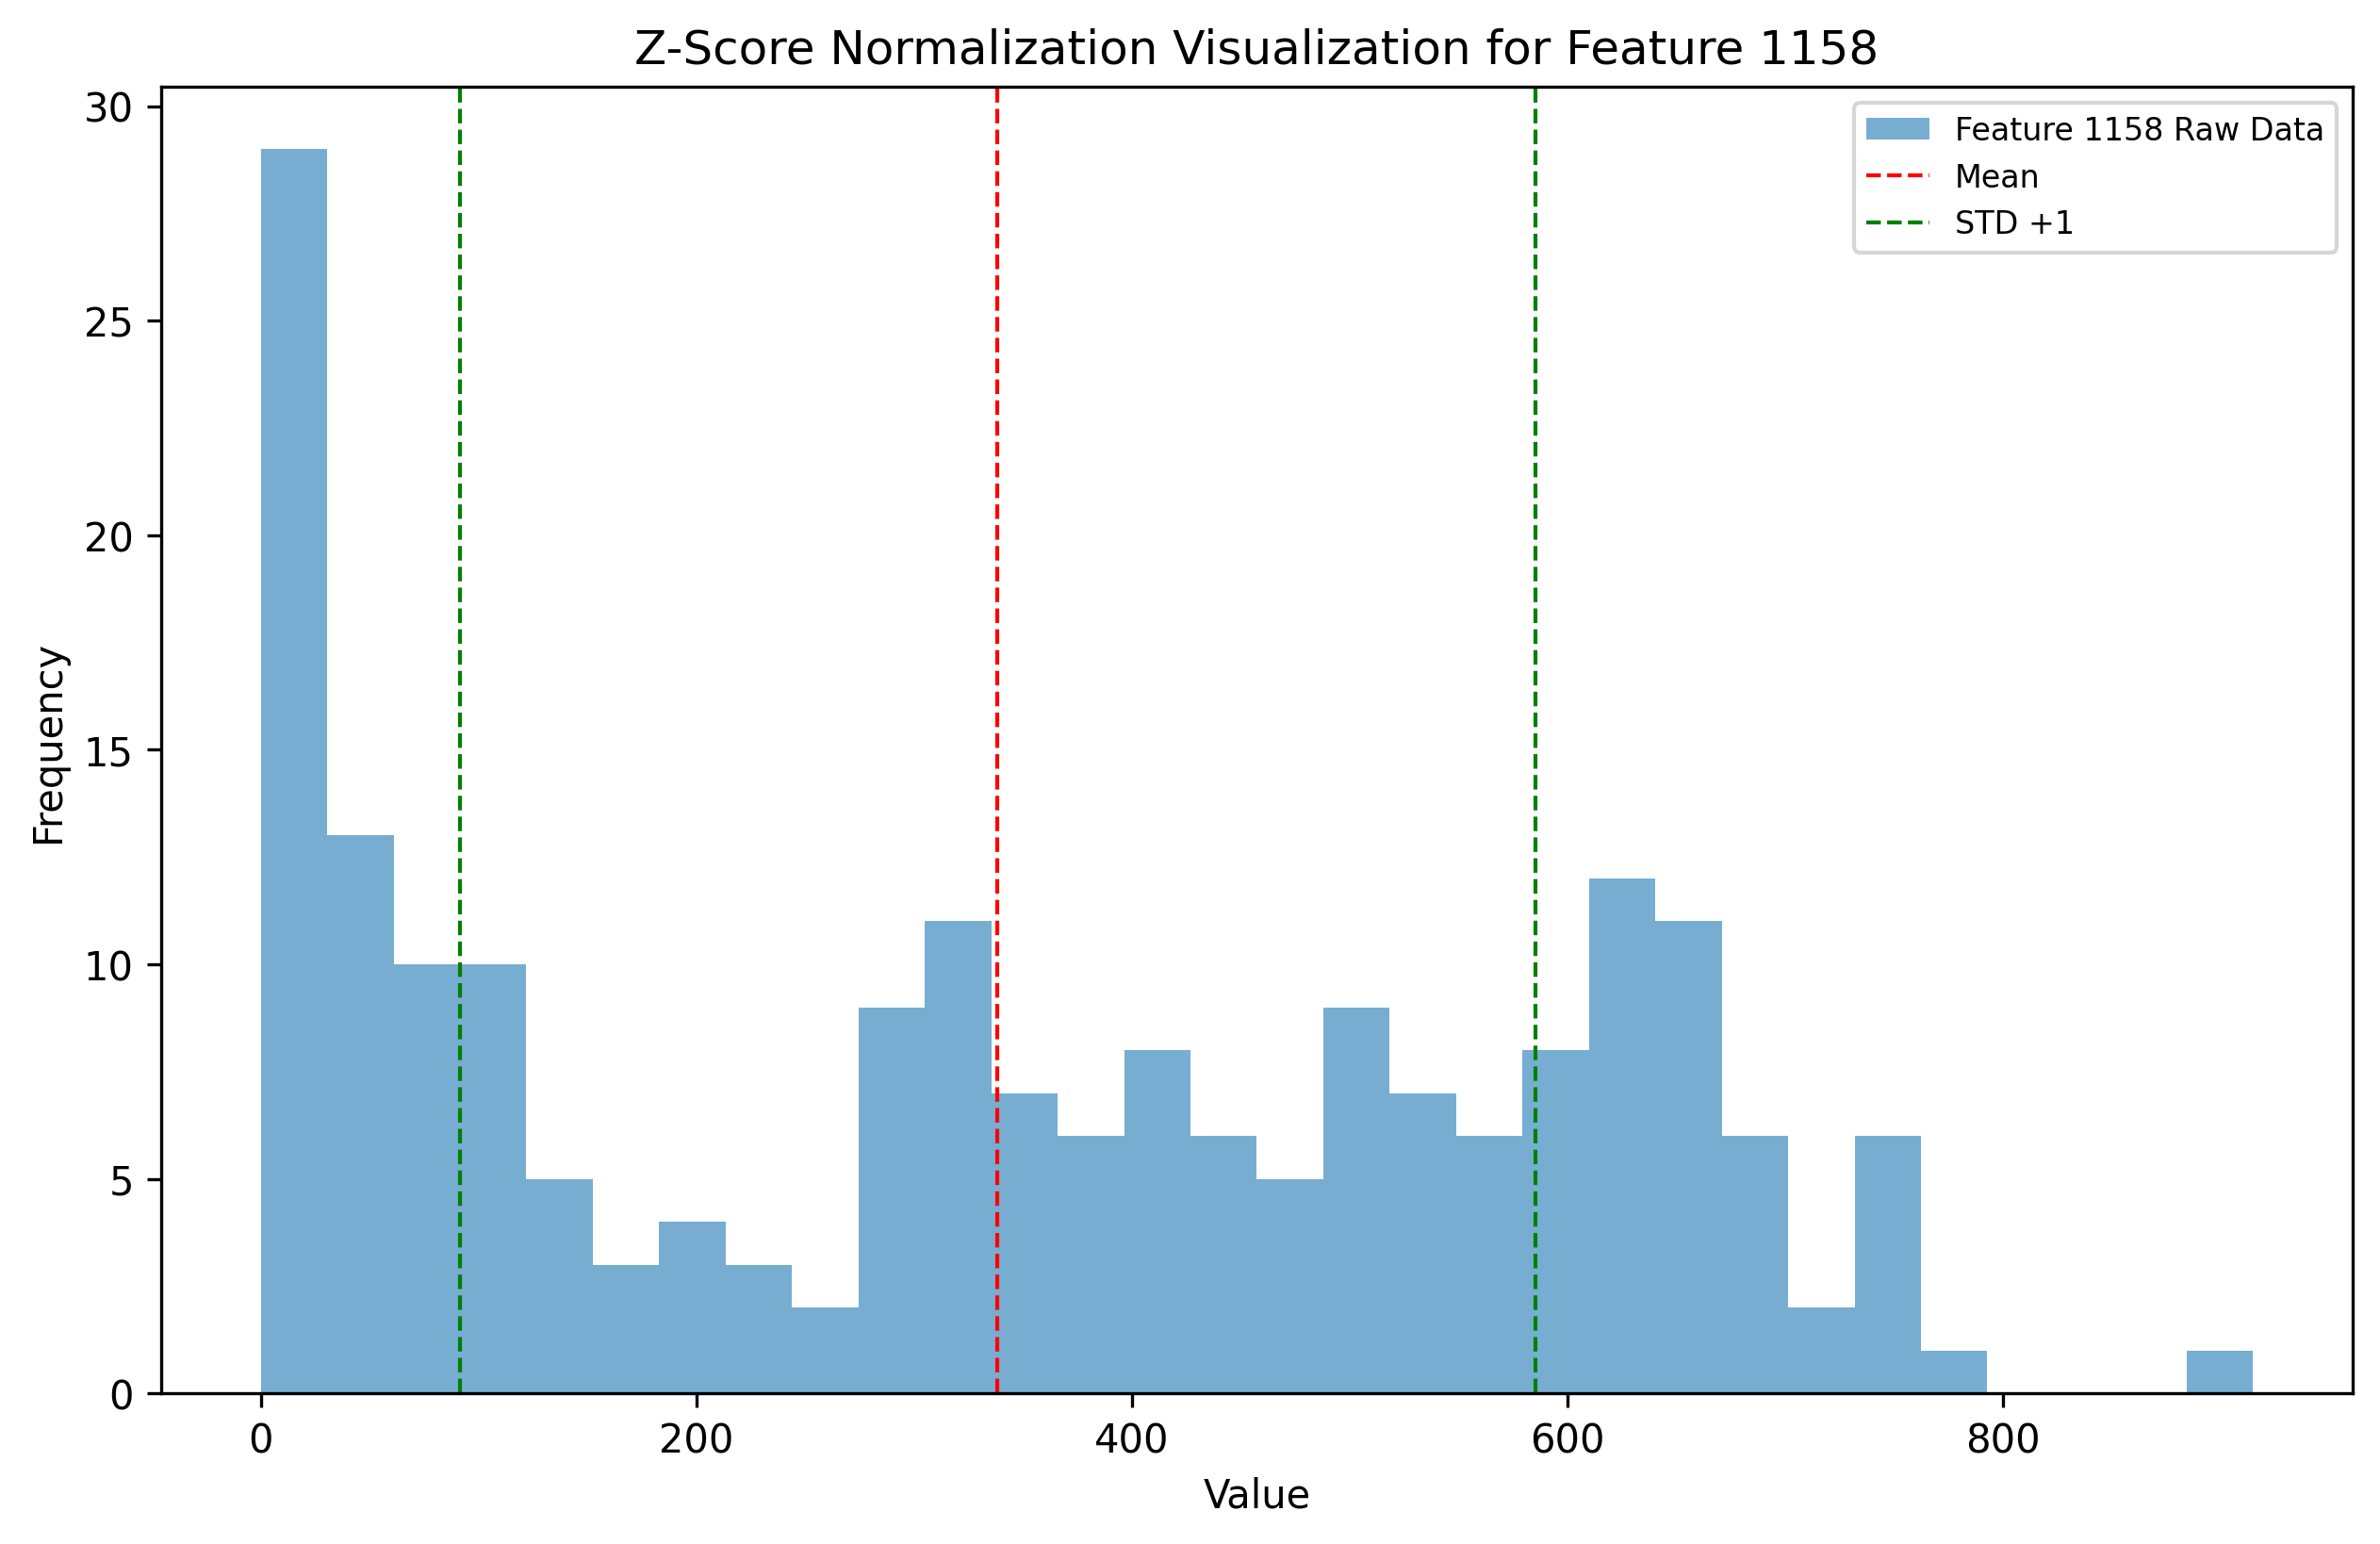 Z-Score Normalization Visualization for Feature 1158
Feature 1158 Raw Data
Mean
STD +1
30
25
20
15
10
5
0
Frequency
0 200 400 600 800
Value